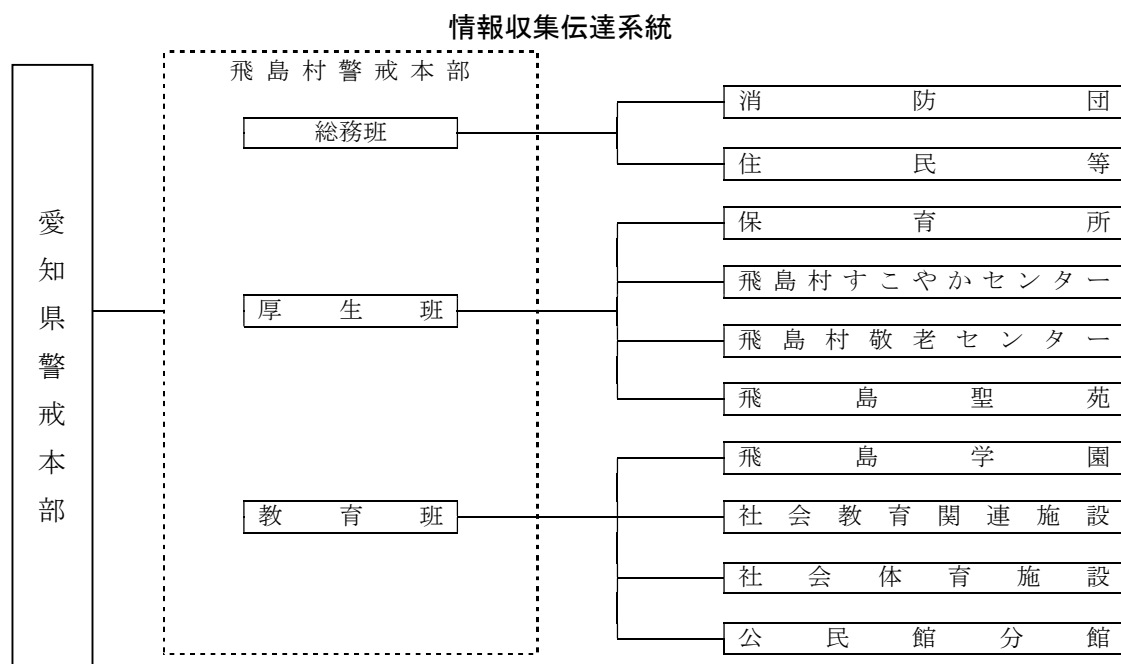 情報収集伝達系統
飛島村警戒本部
愛知県警戒本部
総務班
消防団
住民等
厚生班
保育所
飛島村すこやかセンター
飛島村敬老センター
飛島聖苑
教育班
飛島学園
社会教育関連施設
社会体育施設
公民館分館